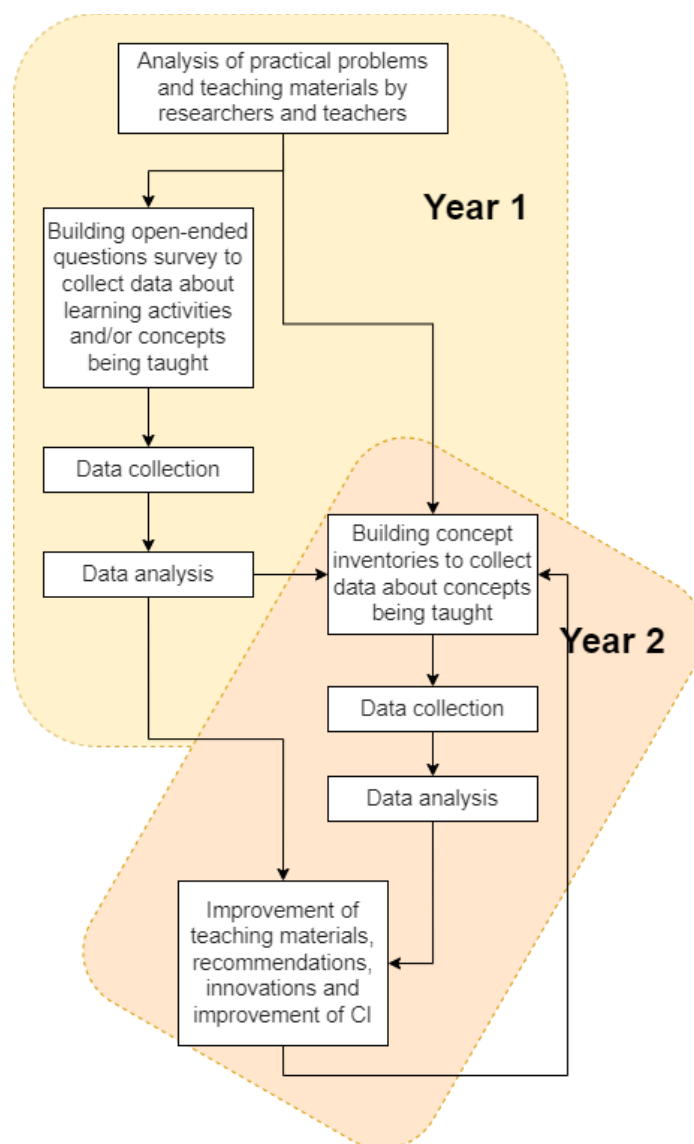 Analysis of practical problems
and teaching materials by
researchers and teachers
Year 1
Building open-ended
questions survey to
collect data about
learning activities
and/or concepts
being taught
Data collection
Data analysis
Building concept
inventories to collect
data about concepts
being taught
Year 2
Data collection
Data analysis
Improvement of
teaching materials,
recommendations,
innovations and
improvement of CI